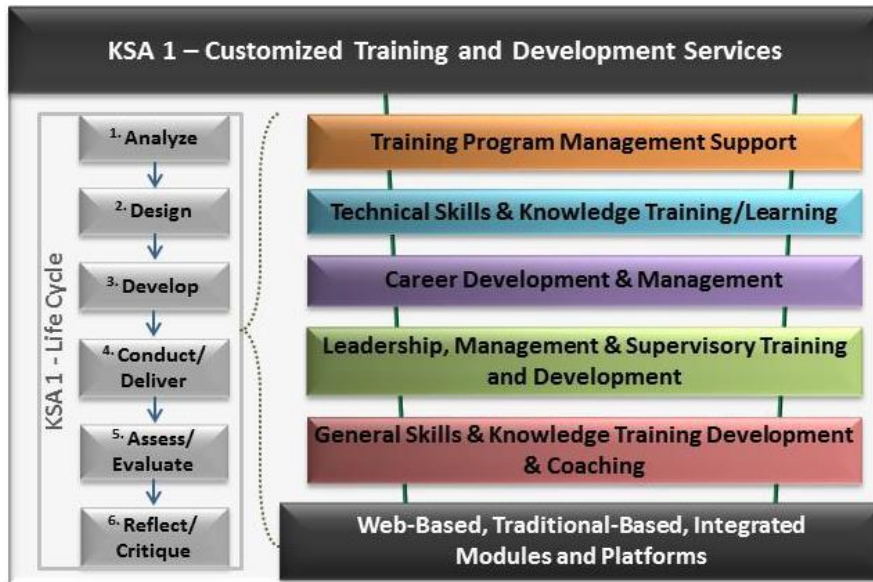 KSA 1 – Customized Training and Development Services
KSA 1 - Life Cycle
1. Analyze
2. Design
3. Develop
4. Conduct/
Deliver
5. Assess/
Evaluate
6. Reflect/
Critique
Training Program Management Support
Technical Skills & Knowledge Training/Learning
Career Development & Management
Leadership, Management & Supervisory Training
and Development
General Skills & Knowledge Training Development
& Coaching
Web-Based, Traditional-Based, Integrated
Modules and Platforms